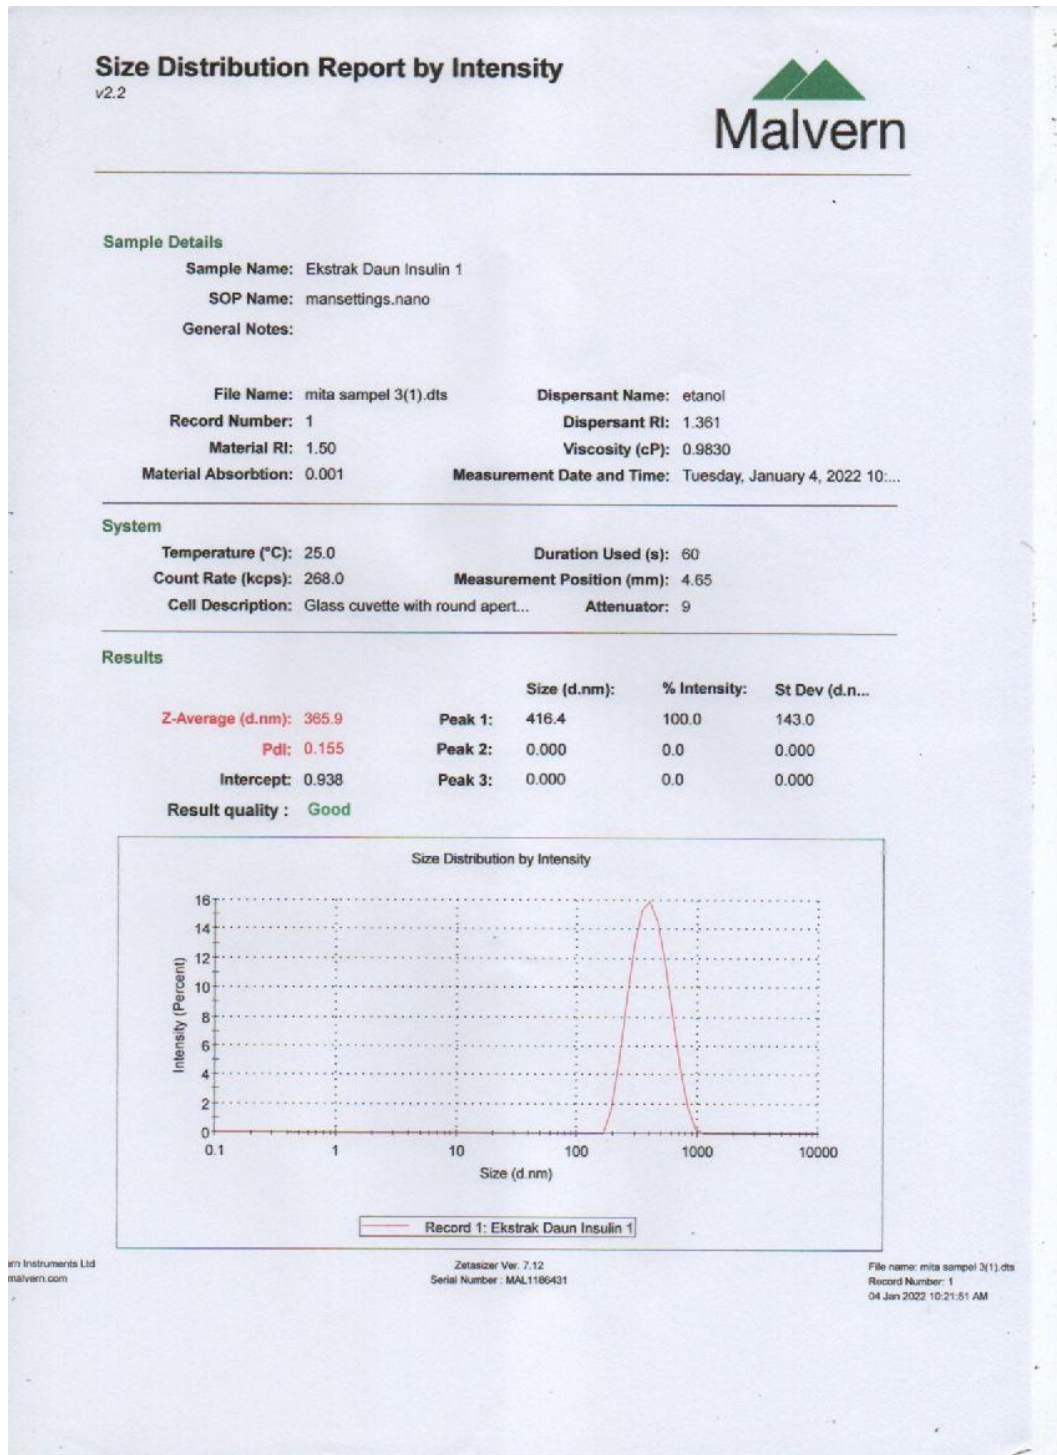 Size Distribution Report by Intensity
v2.2
Malvern
Sample Details
Sample Name: Ekstrak Daun Insulin 1
SOP Name: mansettings.nano
General Notes:
File Name: mita sampel 3(1).dts Dispersant Name: etanol
Record Number: 1 Dispersant RI: 1.361
Material RI: 1.50 Viscosity (cP): 0.9830
Material Absorbtion: 0.001 Measurement Date and Time: Tuesday, January 4, 2022 10:...
System
Temperature (°C): 25.0 Duration Used (s): 60
Count Rate (kcps): 268.0 Measurement Position (mm): 4.65
Cell Description: Glass cuvette with round apert... Attenuator: 9
Results
Size (d.nm): % Intensity: St Dev (d.n...
Z-Average (d.nm): 365.9 Peak 1: 416.4 100.0 143.0
PdI: 0.155 Peak 2: 0.000 0.0 0.000
Intercept: 0.938 Peak 3: 0.000 0.0 0.000
Result quality : Good
Size Distribution by Intensity
Intensity (Percent)
16
14
12
10
8
6
4
2
0
0.1 1 10 100 1000 10000
Size (d.nm)
Record 1: Ekstrak Daun Insulin 1
ern Instruments Ltd Zetasizer Ver. 7.12 File name: mita sampel 3(1).dts
malvern.com Serial Number : MAL1186431 Record Number: 1
04 Jan 2022 10:21:51 AM